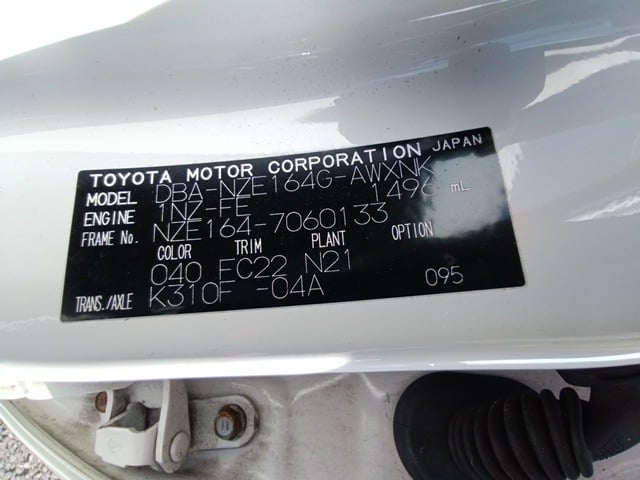 TOYOTA MOTOR CORPORATION JAPAN
MODEL DBA-NZE164G-AWXNK
ENGINE 1NZ-FE 1496 mL
FRAME No. NZE164-7060133
COLOR TRIM PLANT OPTION
040 FC22 N21
TRANS./AXLE K310F -04A 095